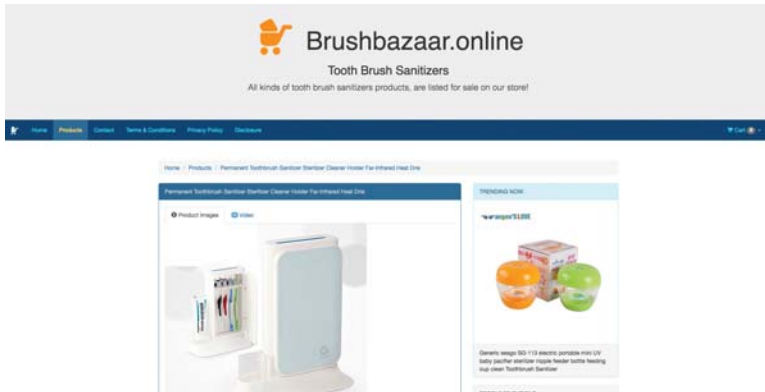 Brushbazaar.online
Tooth Brush Sanitizers
All kinds of tooth brush sanitizers products, are listed for sale on our store!
Home Products Contact Terms & Conditions Privacy Policy Disclosure Cart
Home / Products / Permanent Toothbrush Sanitizer Sterilizer Cleaner Holder Far-Infrared Heat Drie
Permanent Toothbrush Sanitizer Sterilizer Cleaner Holder Far-Infrared Heat Drie
TRENDING NOW
Product Images Video
Generic seago SG-113 electric portable mini UV
baby pacifier sterilizer nipple feeder bottle feeding
cup clean Toothbrush Sanitizer